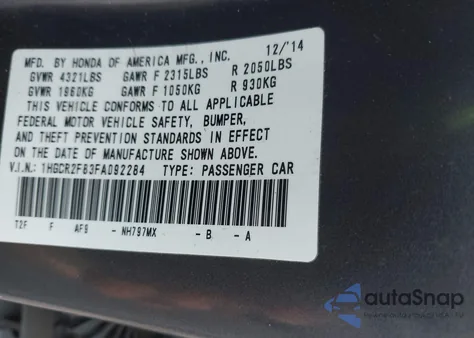 MFD. BY HONDA OF AMERICA MFG., INC. 12/14
GVWR 4321LBS GAWR F 2315LBS R 2050LBS
GVWR 1960KG GAWR F 1050KG R 930KG
THIS VEHICLE CONFORMS TO ALL APPLICABLE
FEDERAL MOTOR VEHICLE SAFETY, BUMPER,
AND THEFT PREVENTION STANDARDS IN EFFECT
ON THE DATE OF MANUFACTURE SHOWN ABOVE.
V.I.N.: 1HGCR2F83FA092284 TYPE: PASSENGER CAR
T2F F AF9 - NH797MX - B - A
autoSnap